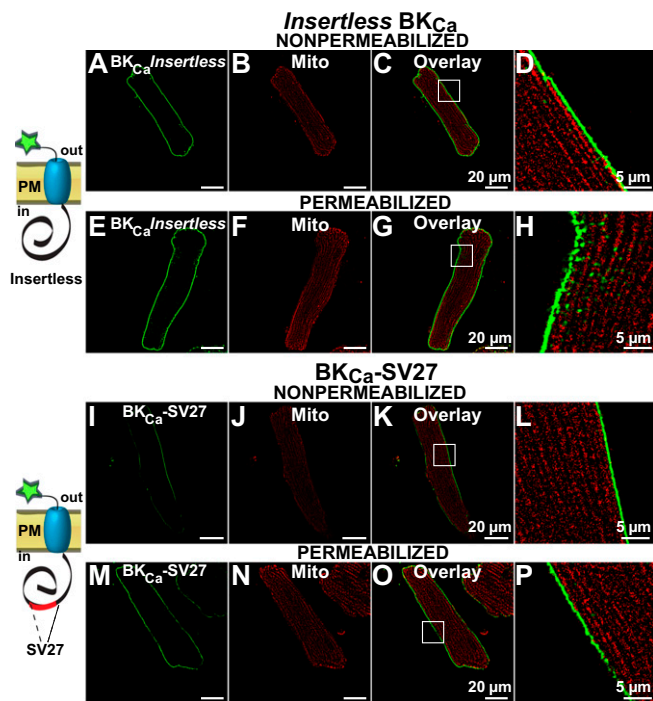 Insertless BKCa
NONPERMEABILIZED
A BKCa Insertless B Mito C Overlay D
out
PM
in
20 µm 5 µm
PERMEABILIZED
E BKCa Insertless F Mito G Overlay H
Insertless
20 µm 5 µm
BKCa-SV27
NONPERMEABILIZED
I BKCa-SV27 J Mito K Overlay L
out
PM
in
20 µm 5 µm
PERMEABILIZED
M BKCa-SV27 N Mito O Overlay P
SV27
20 µm 5 µm